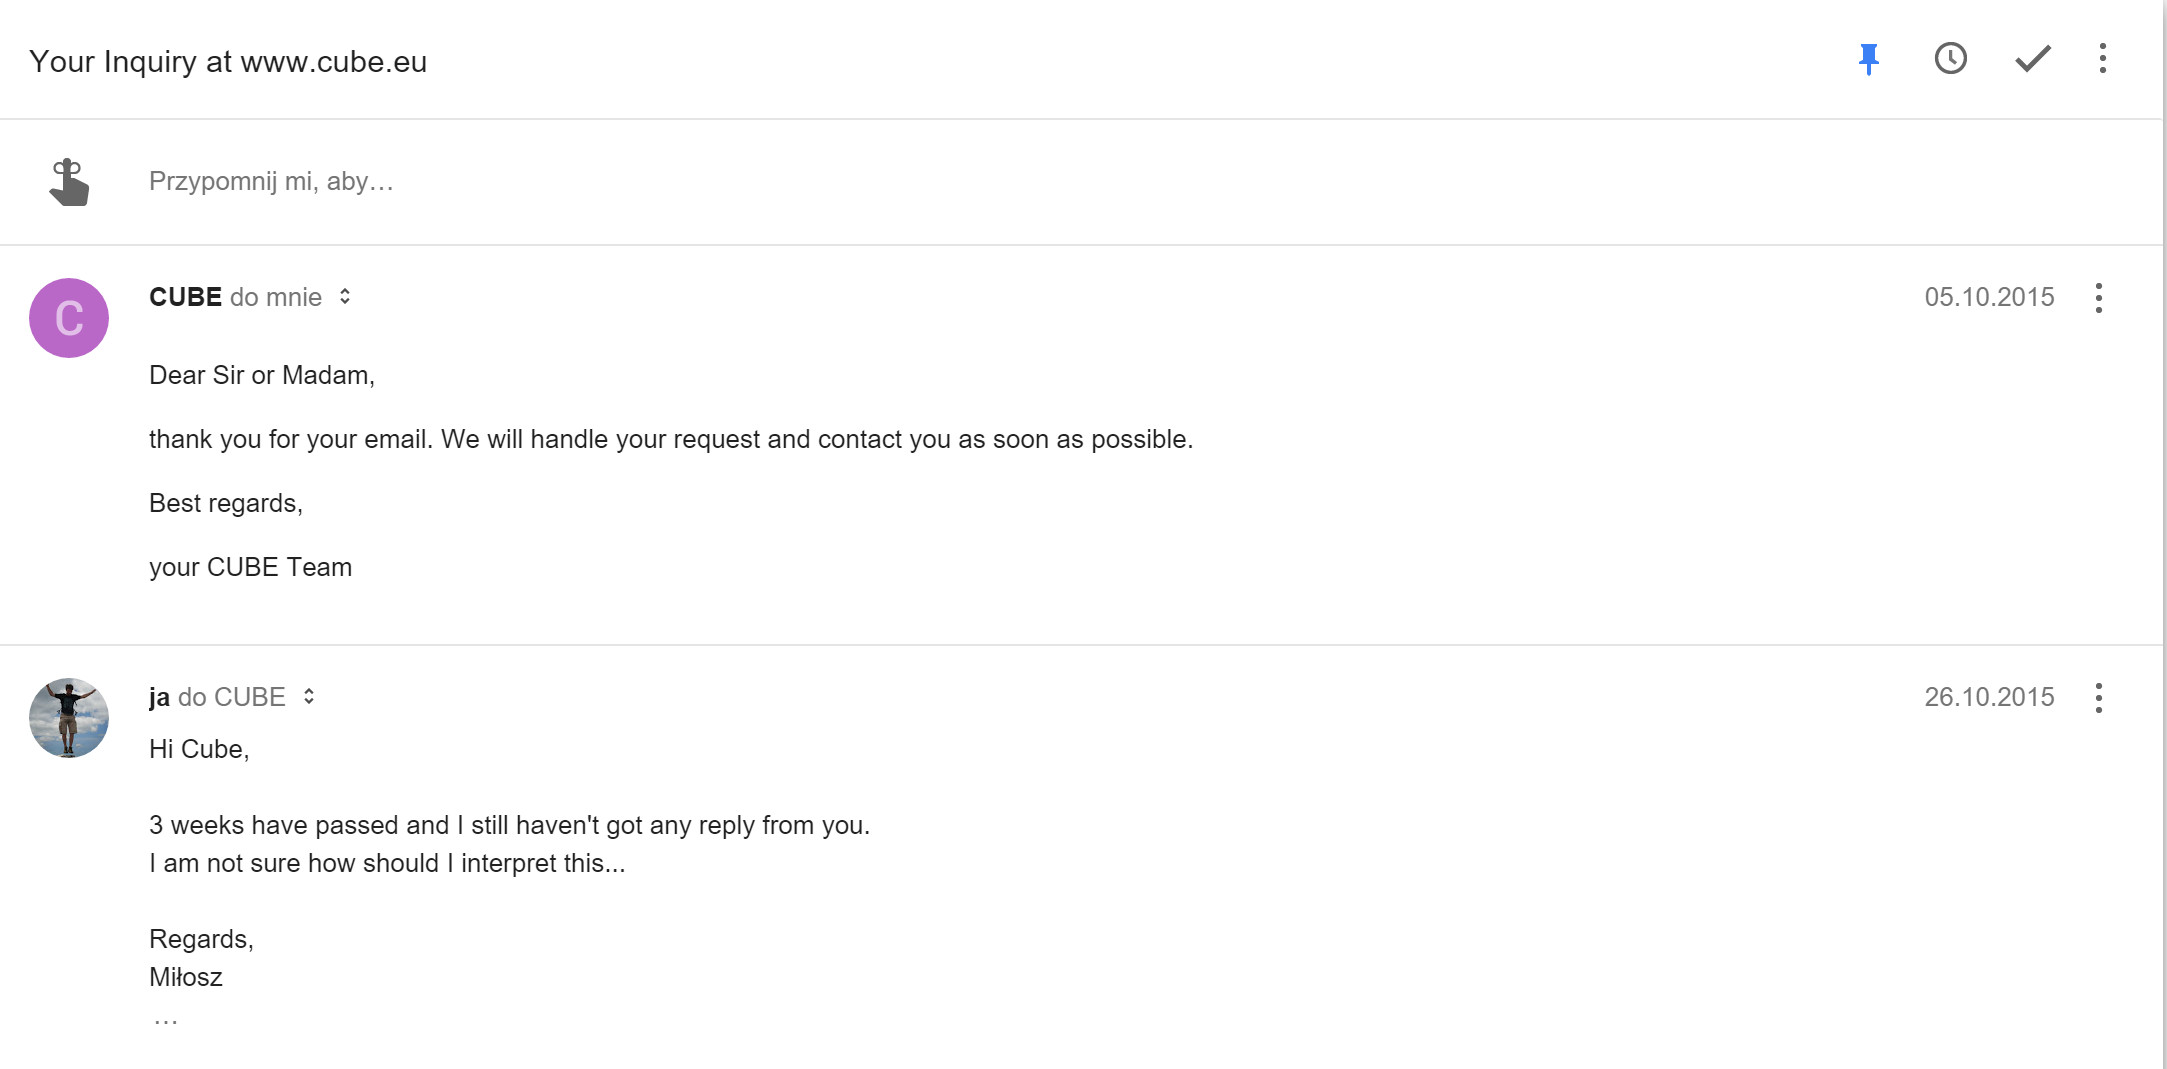 Your Inquiry at www.cube.eu
Przypomnij mi, aby…
C
CUBE do mnie
05.10.2015
Dear Sir or Madam,
thank you for your email. We will handle your request and contact you as soon as possible.
Best regards,
your CUBE Team
ja do CUBE
26.10.2015
Hi Cube,
3 weeks have passed and I still haven't got any reply from you.
I am not sure how should I interpret this...
Regards,
Miłosz
…